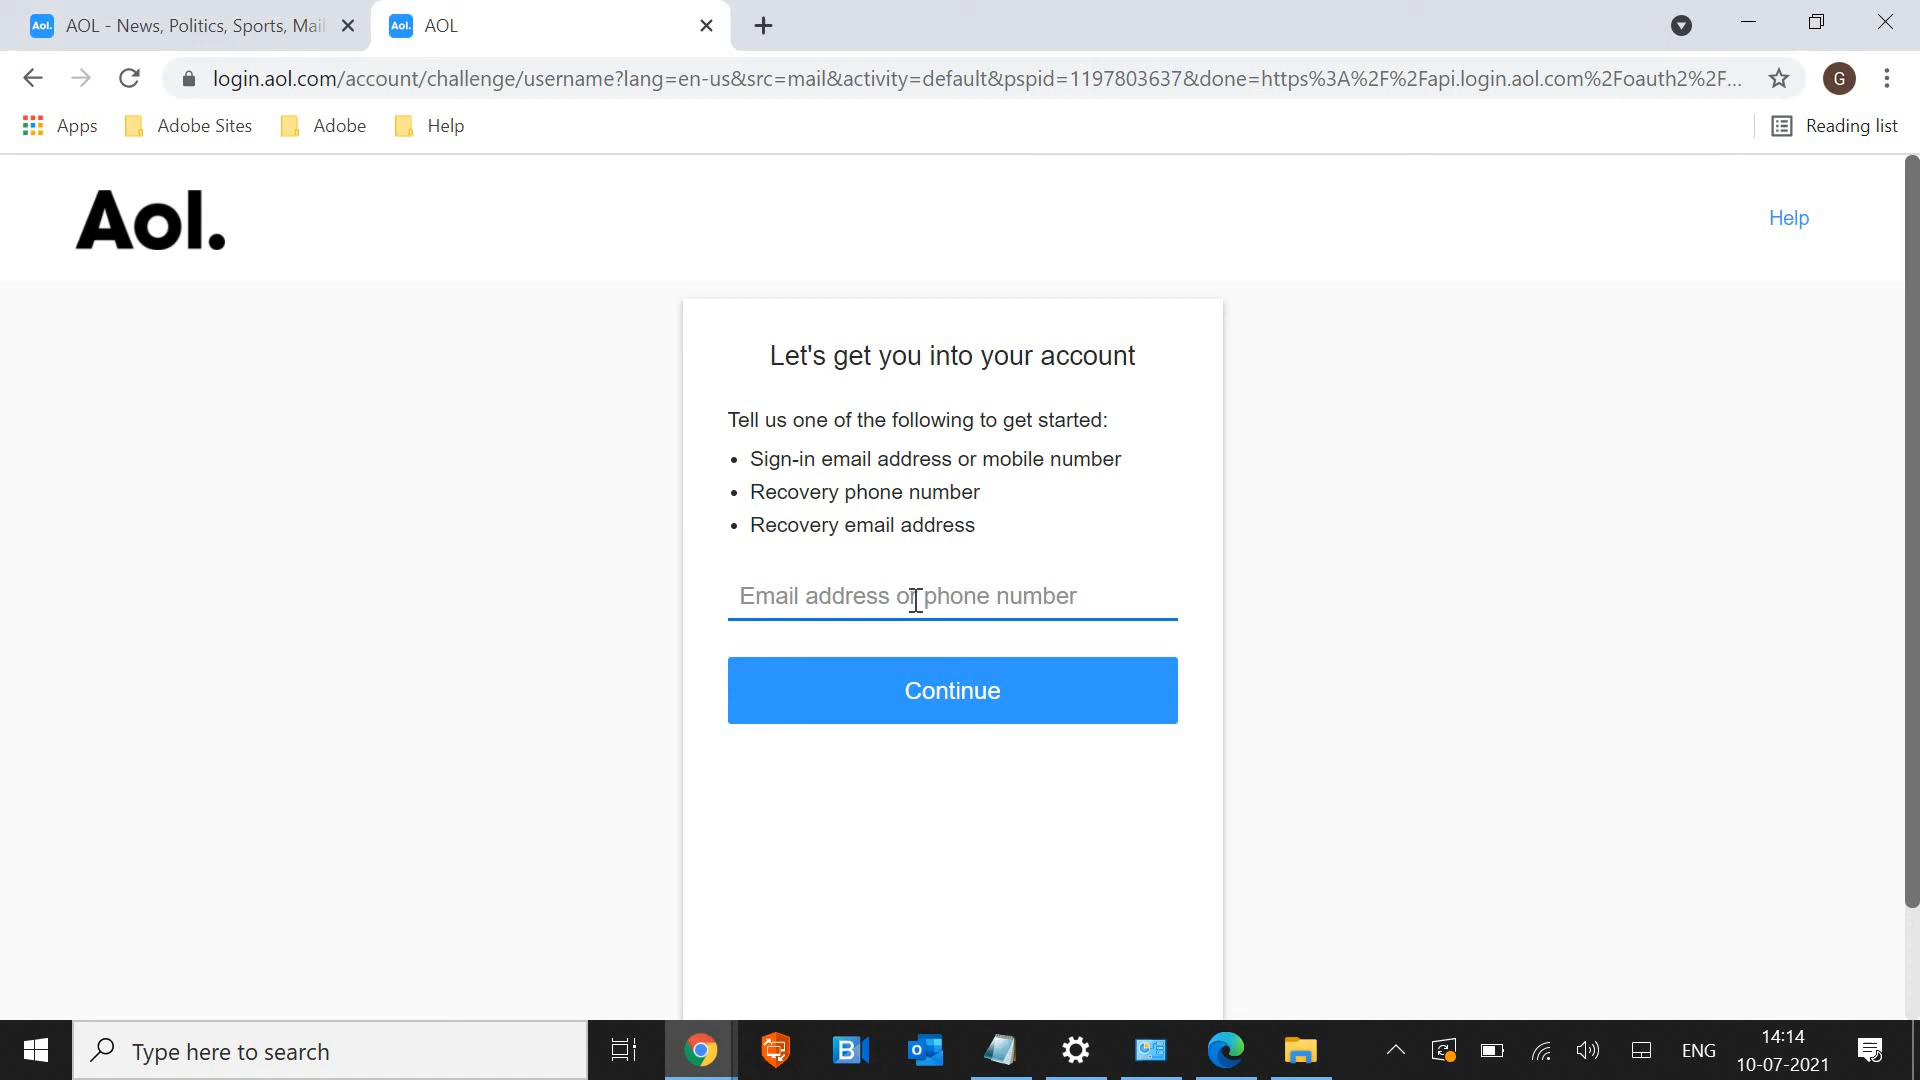 Aol. AOL - News, Politics, Sports, Mail
Aol. AOL
login.aol.com/account/challenge/username?lang=en-us&src=mail&activity=default&pspid=1197803637&done=https%3A%2F%2Fapi.login.aol.com%2Foauth2%2F...
G
Apps
Adobe Sites
Adobe
Help
Reading list
Aol.
Help
Let's get you into your account
Tell us one of the following to get started:
• Sign-in email address or mobile number
• Recovery phone number
• Recovery email address
Email address or phone number
Continue
Type here to search
B
o
ENG
14:14
10-07-2021